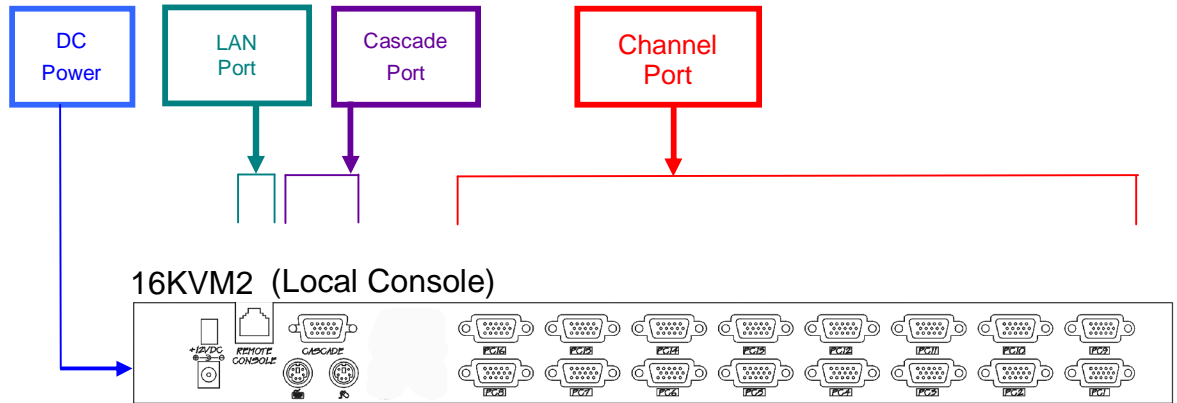 DC
Power
LAN
Port
Cascade
Port
Channel
Port
16KVM2 (Local Console)
+12VDC
REMOTE
CONSOLE
CASCADE
PC16 PC15 PC14 PC13 PC12 PC11 PC10 PC9
PC8 PC7 PC6 PC5 PC4 PC3 PC2 PC1